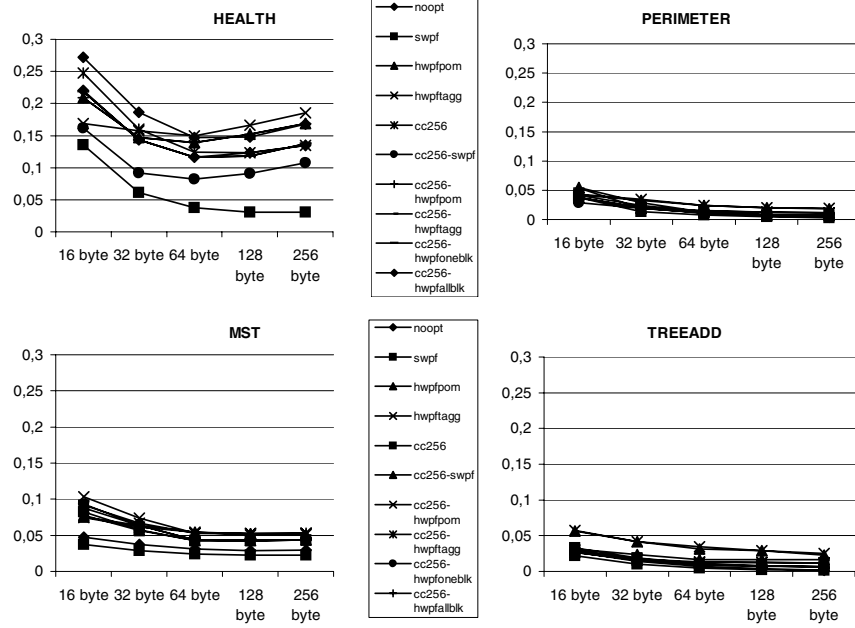 HEALTH
0,3
0,25
0,2
0,15
0,1
0,05
0
16 byte 32 byte 64 byte 128 byte 256 byte
noopt
swpf
hwpfpom
hwpftagg
cc256
cc256-swpf
cc256-
hwpfpom
cc256-
hwpftagg
cc256-
hwpfoneblk
cc256-
hwpfallblk
PERIMETER
0,3
0,25
0,2
0,15
0,1
0,05
0
16 byte 32 byte 64 byte 128 byte 256 byte
MST
0,3
0,25
0,2
0,15
0,1
0,05
0
16 byte 32 byte 64 byte 128 byte 256 byte
noopt
swpf
hwpfpom
hwpftagg
cc256
cc256-swpf
cc256-
hwpfpom
cc256-
hwpftagg
cc256-
hwpfoneblk
cc256-
hwpfallblk
TREEADD
0,3
0,25
0,2
0,15
0,1
0,05
0
16 byte 32 byte 64 byte 128 byte 256 byte